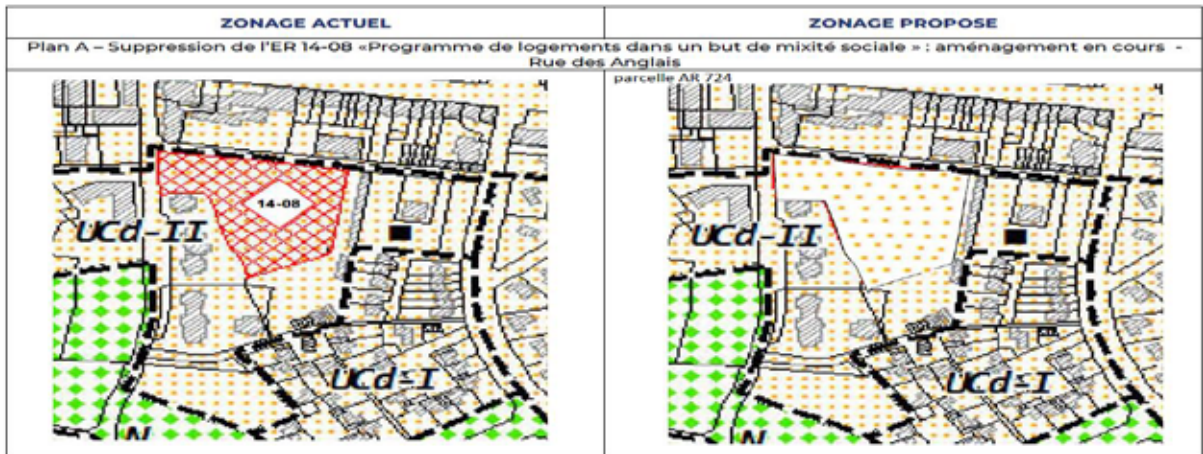 ZONAGE ACTUEL
ZONAGE PROPOSE
Plan A – Suppression de l'ER 14-08 «Programme de logements dans un but de mixité sociale » : aménagement en cours -
Rue des Anglais
parcelle AR 724
14-08
UCd-II
UCd-I
N
UCd-II
UCd-I
N